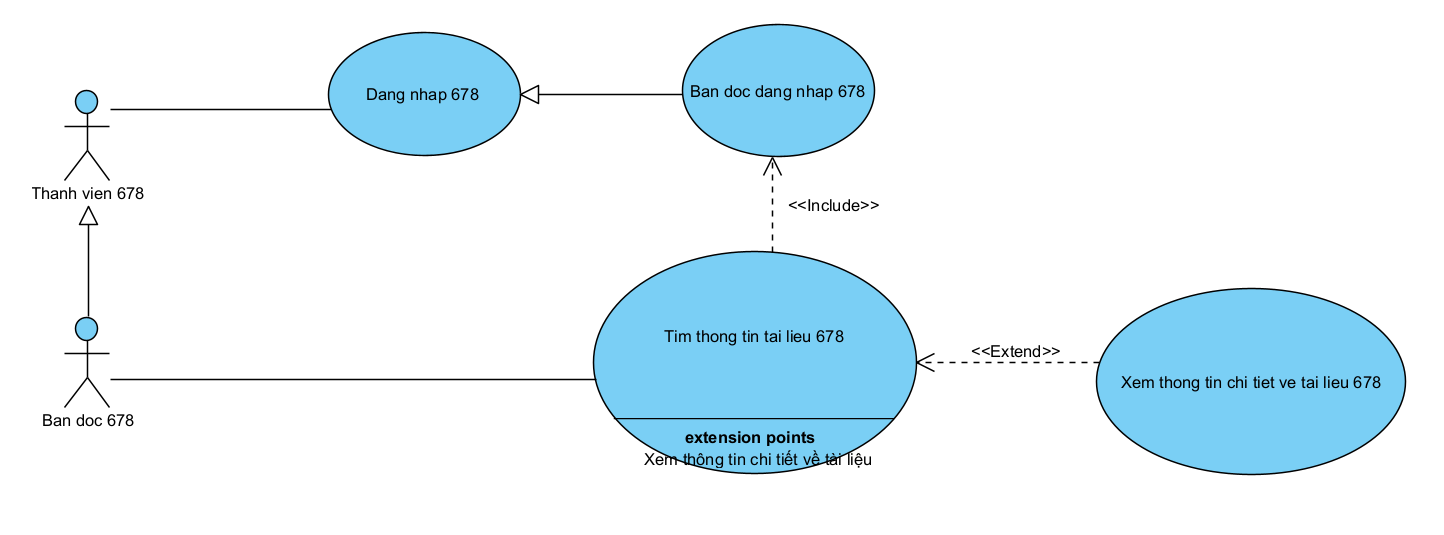 Dang nhap 678
Ban doc dang nhap 678
Thanh vien 678
<<Include>>
Tim thong tin tai lieu 678
<<Extend>>
Xem thong tin chi tiet ve tai lieu 678
Ban doc 678
extension points
Xem thông tin chi tiết về tài liệu